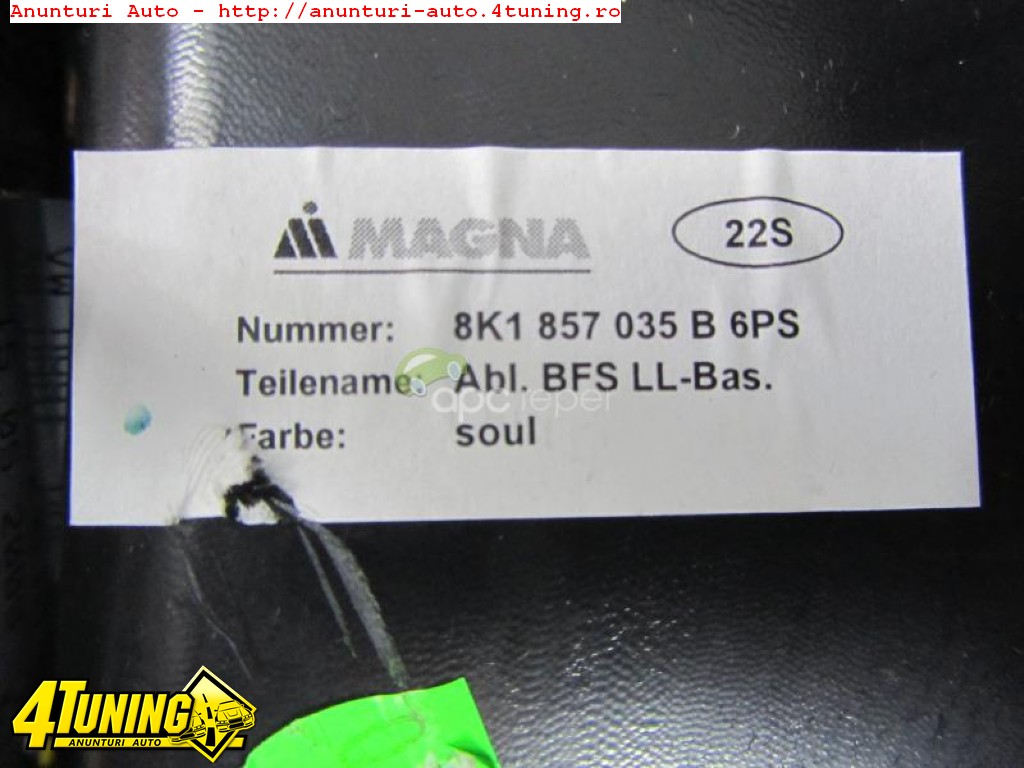 Anunturi Auto - http://anunturi-auto.4tuning.ro
MAGNA
22S
Nummer: 8K1 857 035 B 6PS
Teilename: Abl. BFS LL-Bas.
Farbe: soul
apcțieper
4TUNING
ANUNTURI AUTO